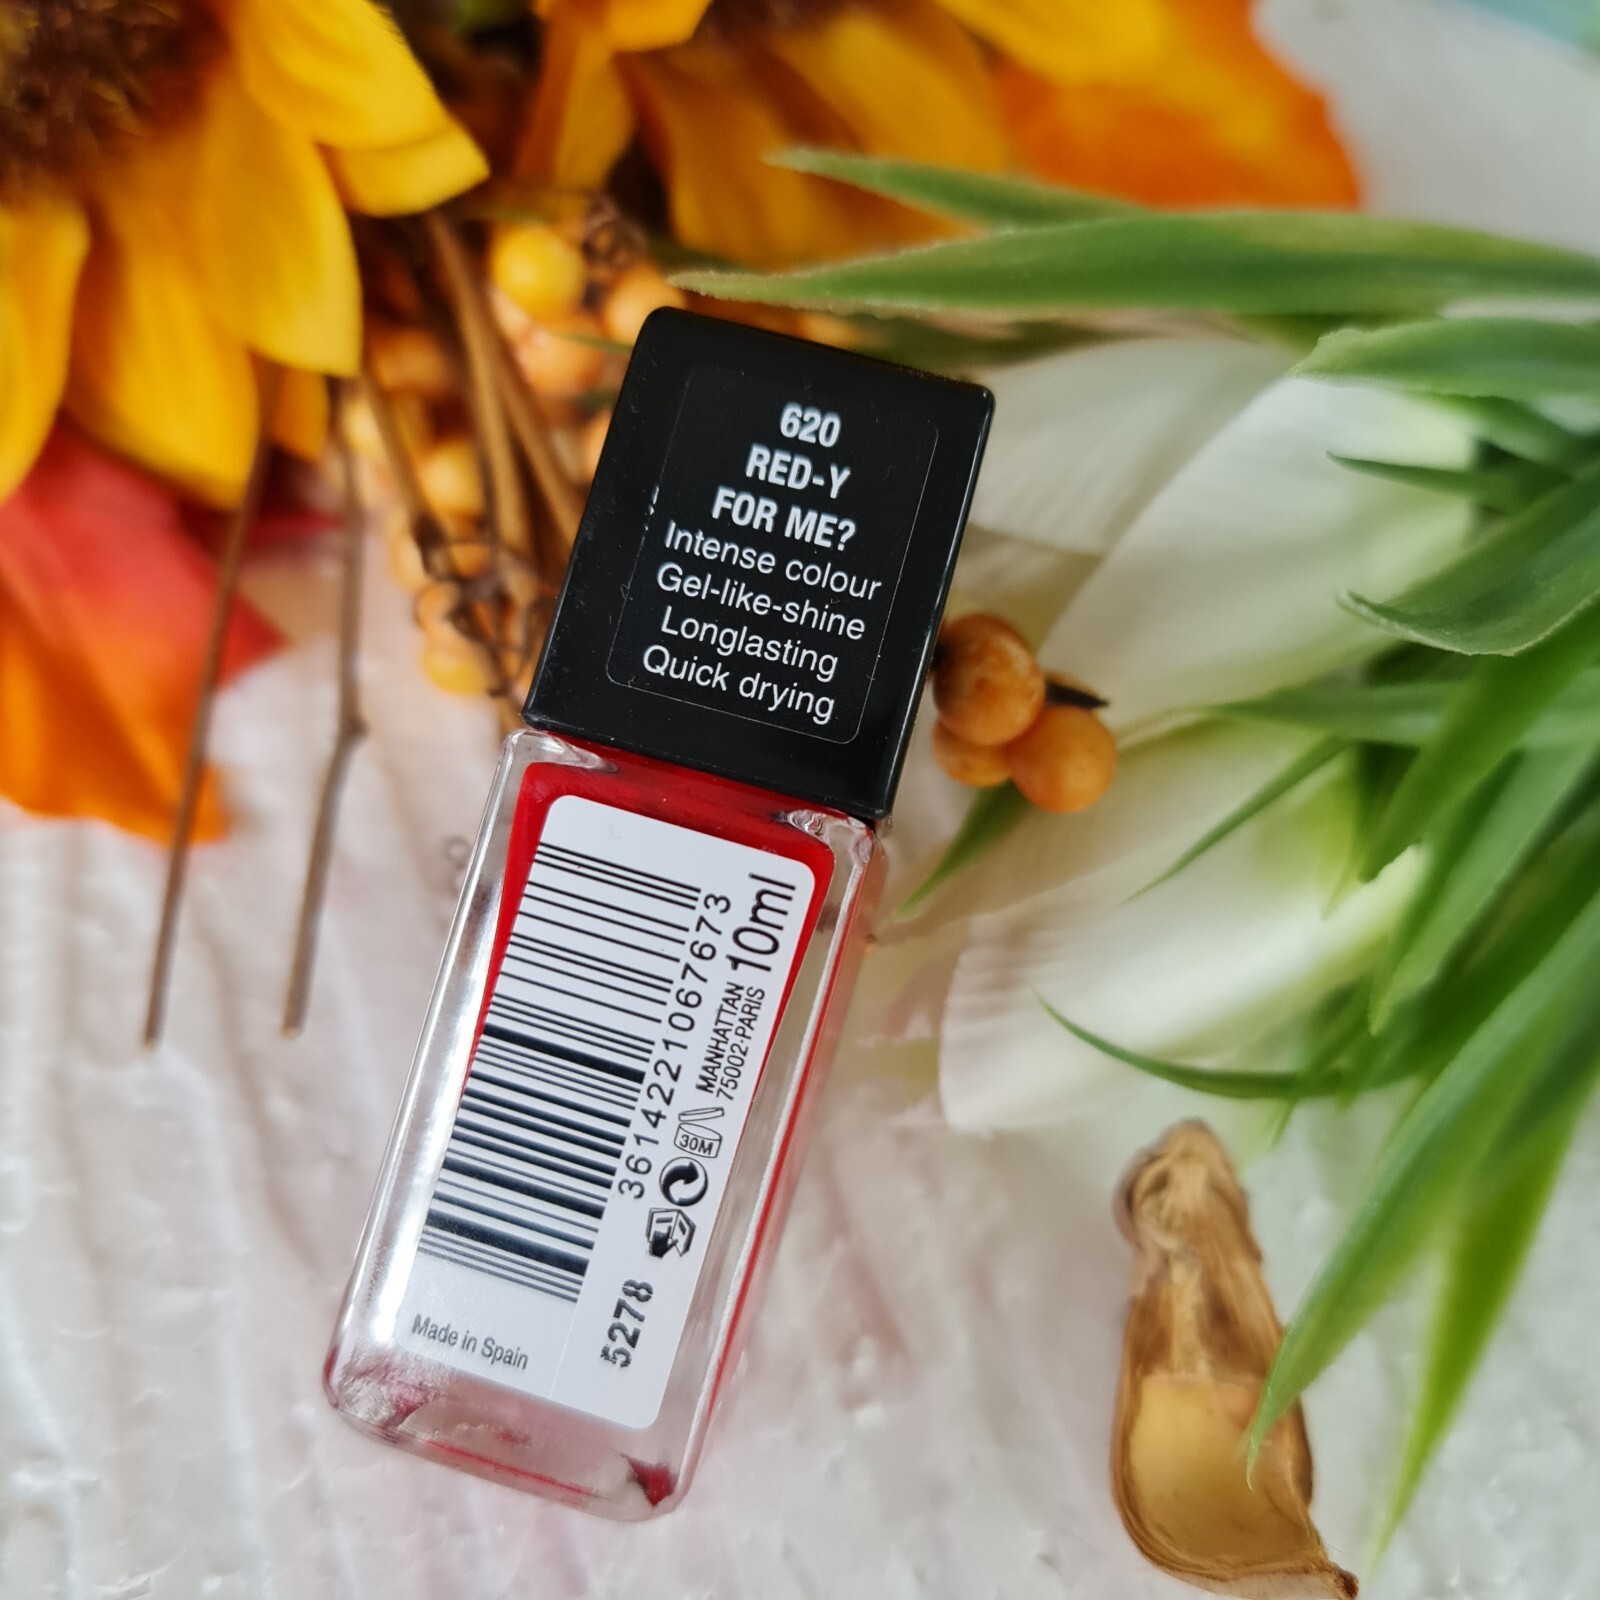 620
RED-Y
FOR ME?
Intense colour
Gel-like-shine
Longlasting
Quick drying
3614221067673
MANHATTAN
75002-PARIS
10ml
30M
5278
Made in Spain